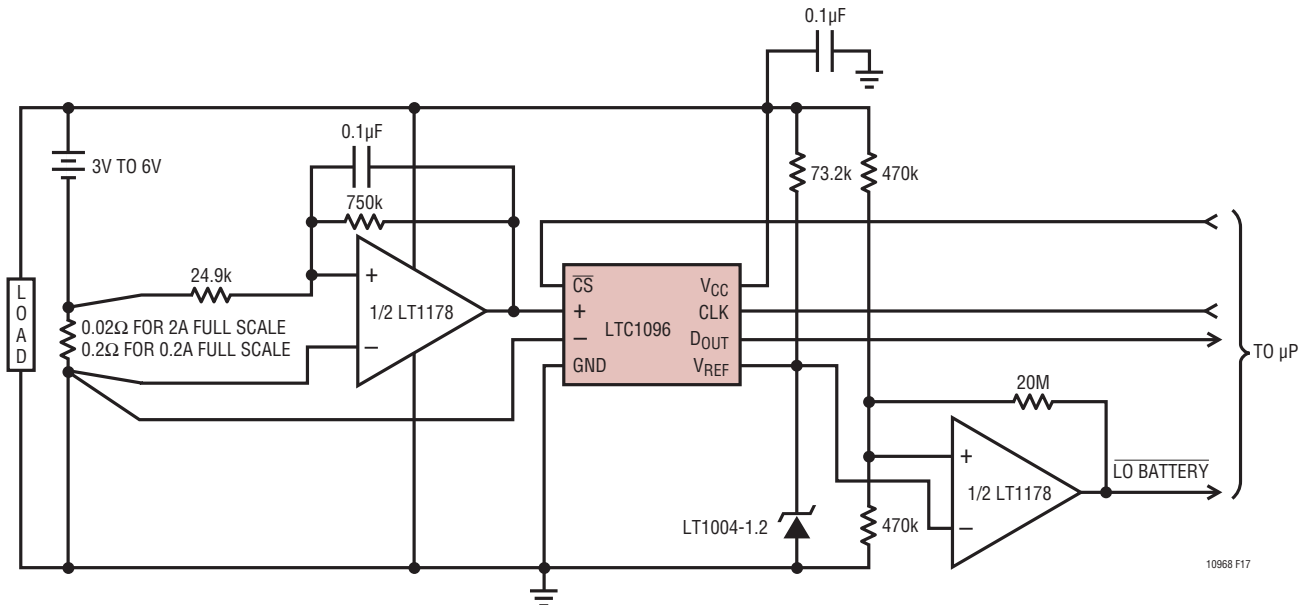 0.1µF
0.1µF
3V TO 6V
750k
73.2k
470k
24.9k
LOAD
0.02Ω FOR 2A FULL SCALE
0.2Ω FOR 0.2A FULL SCALE
+
1/2 LT1178
−
CS
+
−
GND
LTC1096
VCC
CLK
DOUT
VREF
TO µP
20M
+
1/2 LT1178
−
LO BATTERY
LT1004-1.2
470k
10968 F17